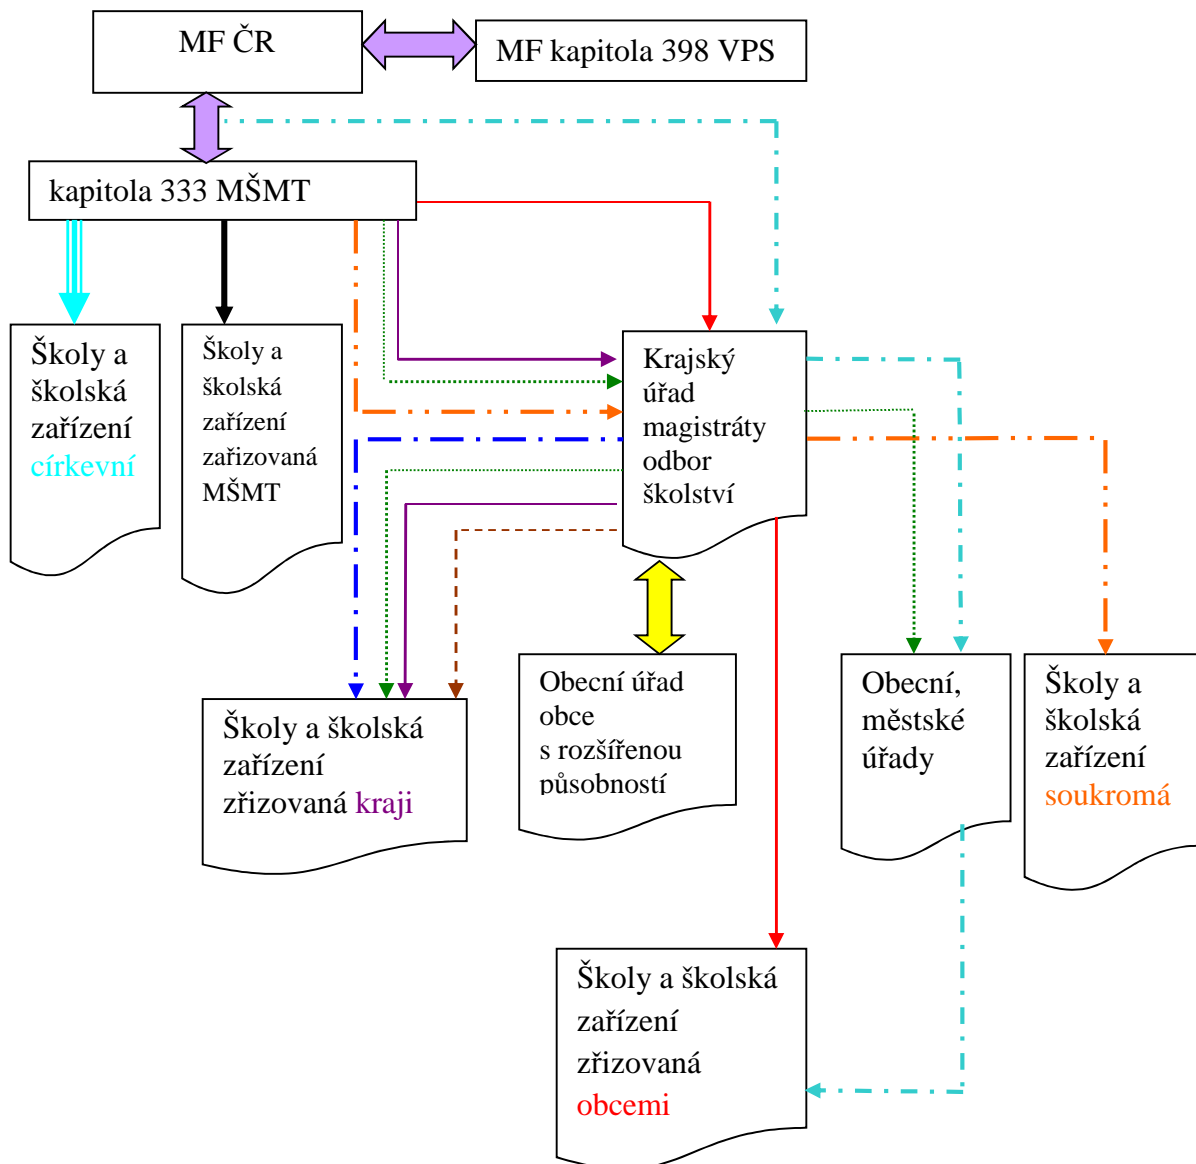 MF ČR
MF kapitola 398 VPS
kapitola 333 MŠMT
Školy a
školská
zařízení
církevní
Školy a
školská
zařízení
zařizovaná
MŠMT
Krajský
úřad
magistráty
odbor
školství
Školy a školská
zařízení
zřizovaná kraji
Obecní úřad
obce
s rozšířenou
působností
Obecní,
městské
úřady
Školy a
školská
zařízení
soukromá
Školy a školská
zařízení
zřizovaná
obcemi